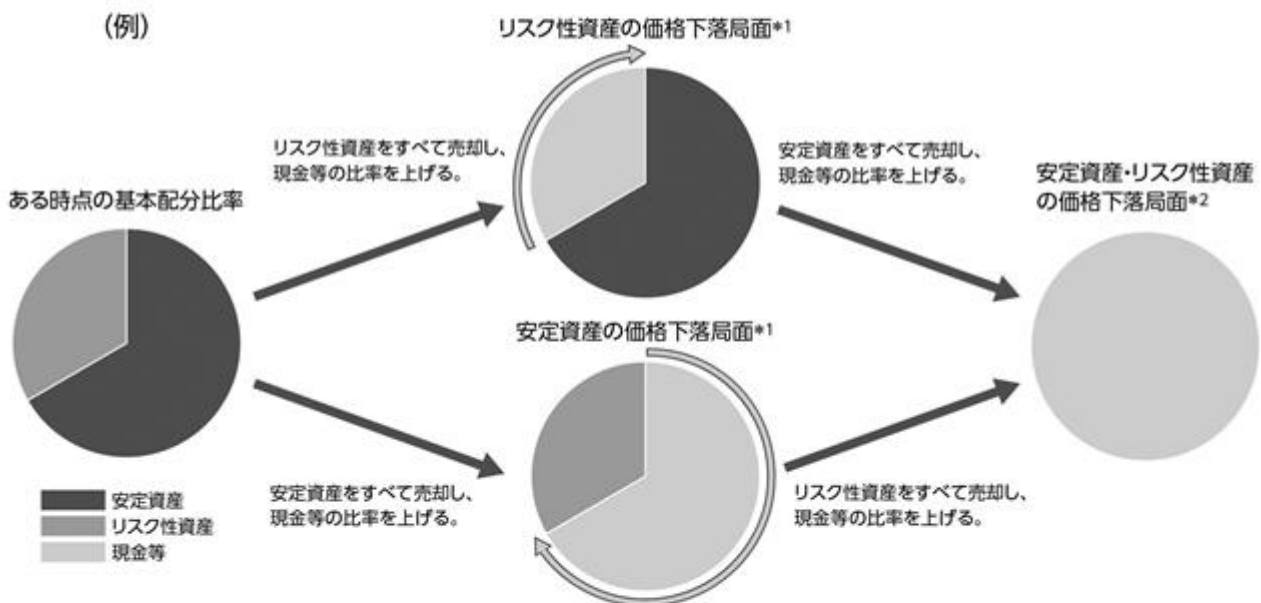 (例)
リスク性資産の価格下落局面*1
リスク性資産をすべて売却し、
現金等の比率を上げる。
安定資産をすべて売却し、
現金等の比率を上げる。
安定資産・リスク性資産
の価格下落局面*2
ある時点の基本配分比率
安定資産の価格下落局面*1
安定資産をすべて売却し、
現金等の比率を上げる。
リスク性資産をすべて売却し、
現金等の比率を上げる。
安定資産
リスク性資産
現金等